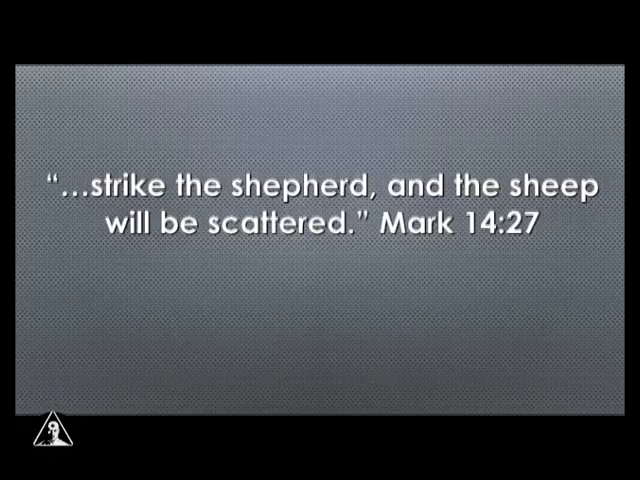 “…strike the shepherd, and the sheep
will be scattered.” Mark 14:27